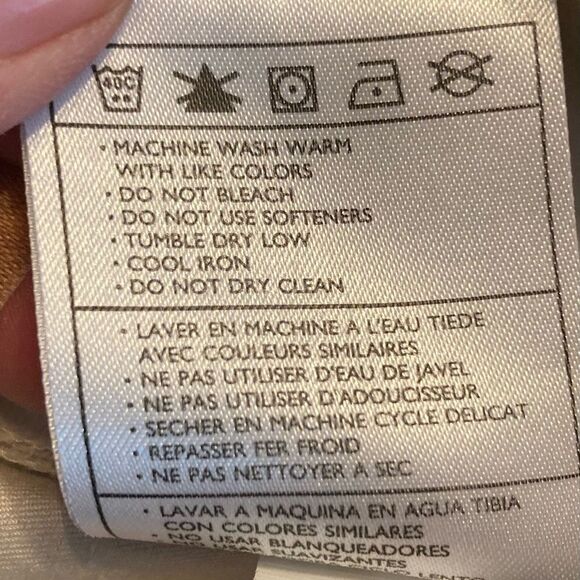 40C
• MACHINE WASH WARM
WITH LIKE COLORS
• DO NOT BLEACH
• DO NOT USE SOFTENERS
• TUMBLE DRY LOW
• COOL IRON
• DO NOT DRY CLEAN
• LAVER EN MACHINE A L'EAU TIEDE
AVEC COULEURS SIMILAIRES
• NE PAS UTILISER D'EAU DE JAVEL
• NE PAS UTILISER D'ADOUCISSEUR
• SECHER EN MACHINE CYCLE DELICAT
• REPASSER FER FROID
• NE PAS NETTOYER A SEC
• LAVAR A MAQUINA EN AGUA TIBIA
CON COLORES SIMILARES
• NO USAR BLANQUEADORES
USAR SUAVIZANTES
LENTO